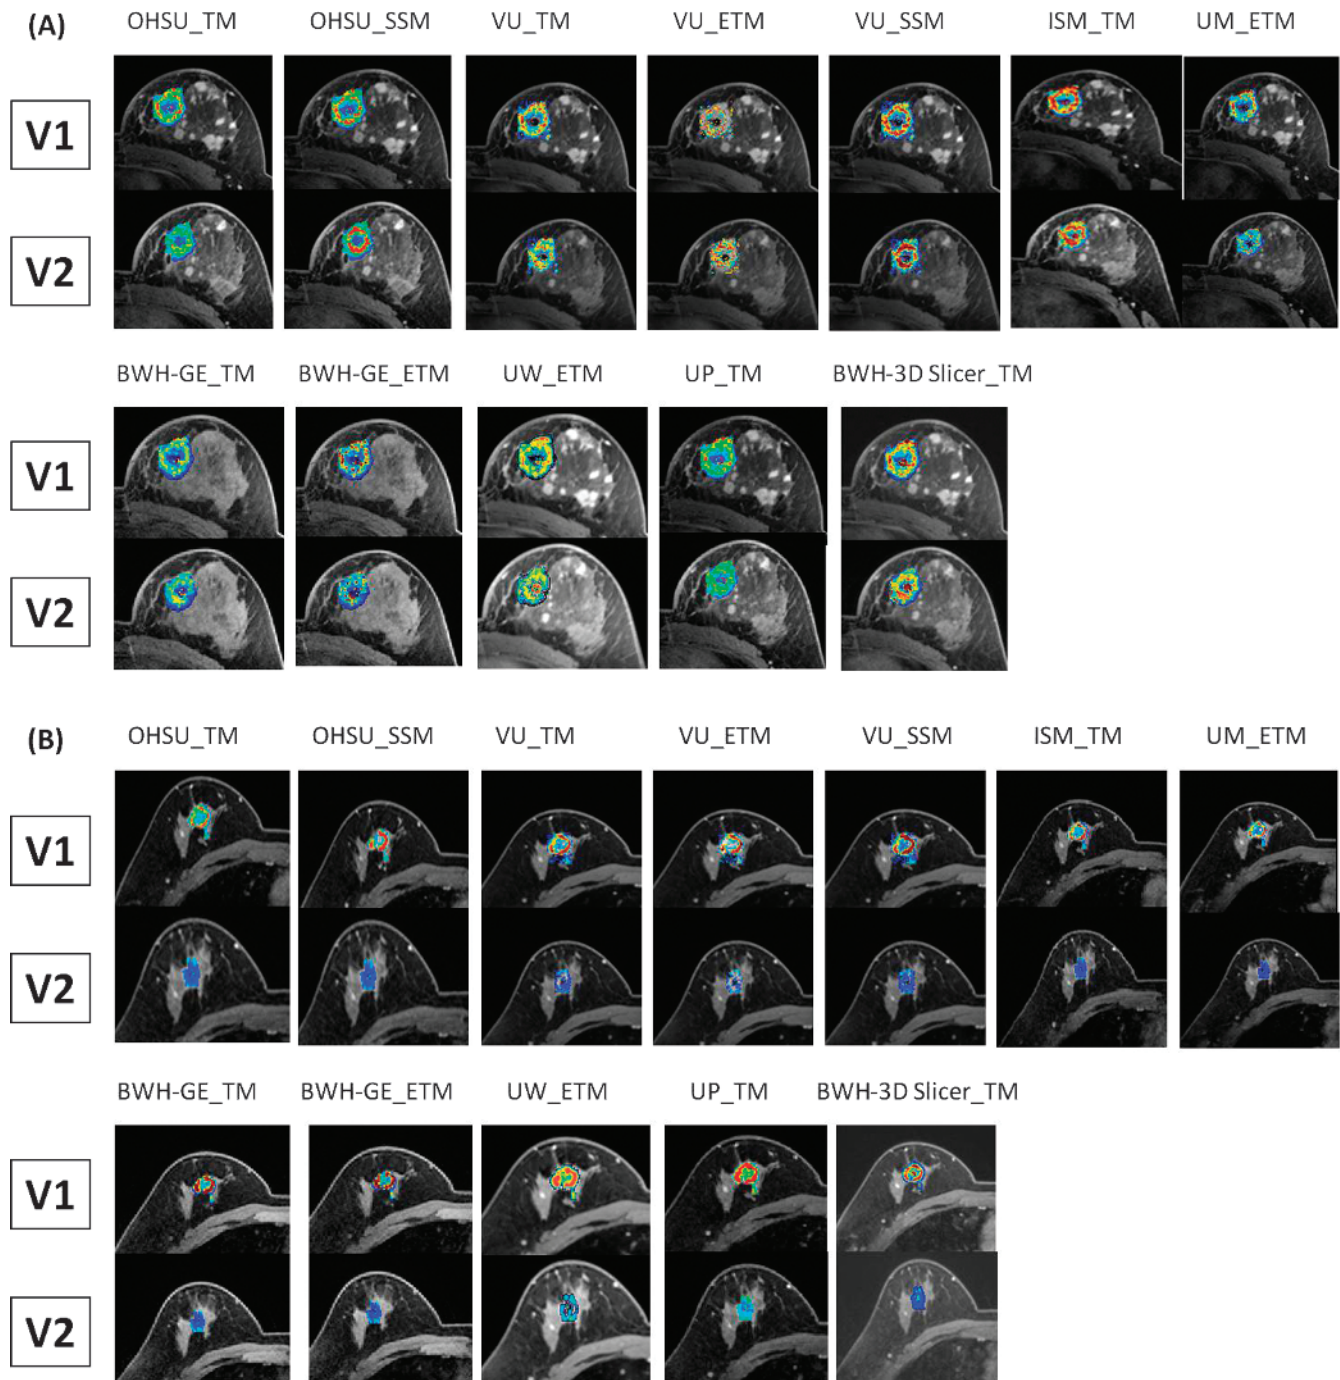 (A) OHSU_TM OHSU_SSM VU_TM VU_ETM VU_SSM ISM_TM UM_ETM
V1
V2
BWH-GE_TM BWH-GE_ETM UW_ETM UP_TM BWH-3D Slicer_TM
V1
V2
(B) OHSU_TM OHSU_SSM VU_TM VU_ETM VU_SSM ISM_TM UM_ETM
V1
V2
BWH-GE_TM BWH-GE_ETM UW_ETM UP_TM BWH-3D Slicer_TM
V1
V2